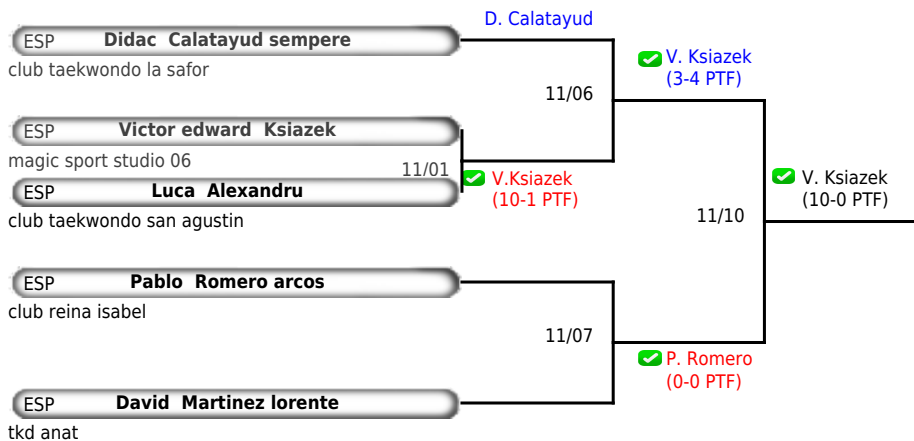 D. Calatayud
ESP Didac Calatayud sempere
club taekwondo la safor
V. Ksiazek
(3-4 PTF)
11/06
ESP Victor edward Ksiazek
magic sport studio 06
11/01
V.Ksiazek
(10-1 PTF)
ESP Luca Alexandru
club taekwondo san agustin
V. Ksiazek
(10-0 PTF)
11/10
ESP Pablo Romero arcos
club reina isabel
11/07
P. Romero
(0-0 PTF)
ESP David Martinez lorente
tkd anat